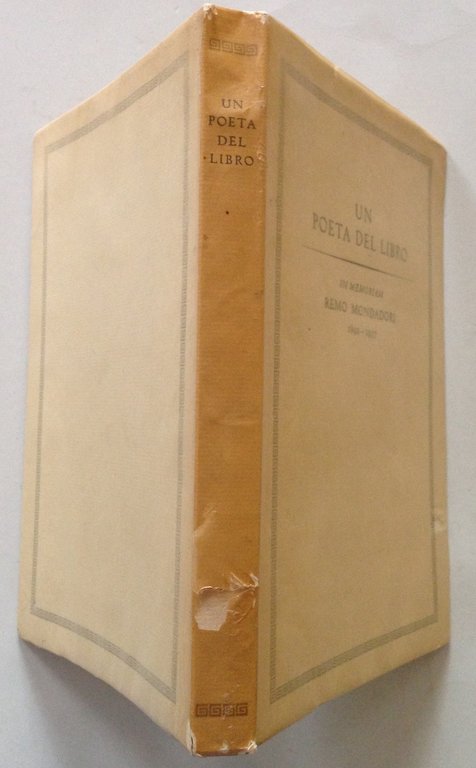 UN
POETA
DEL
LIBRO
UN
POETA DEL LIBRO
IN MEMORIAM
REMO MONDADORI